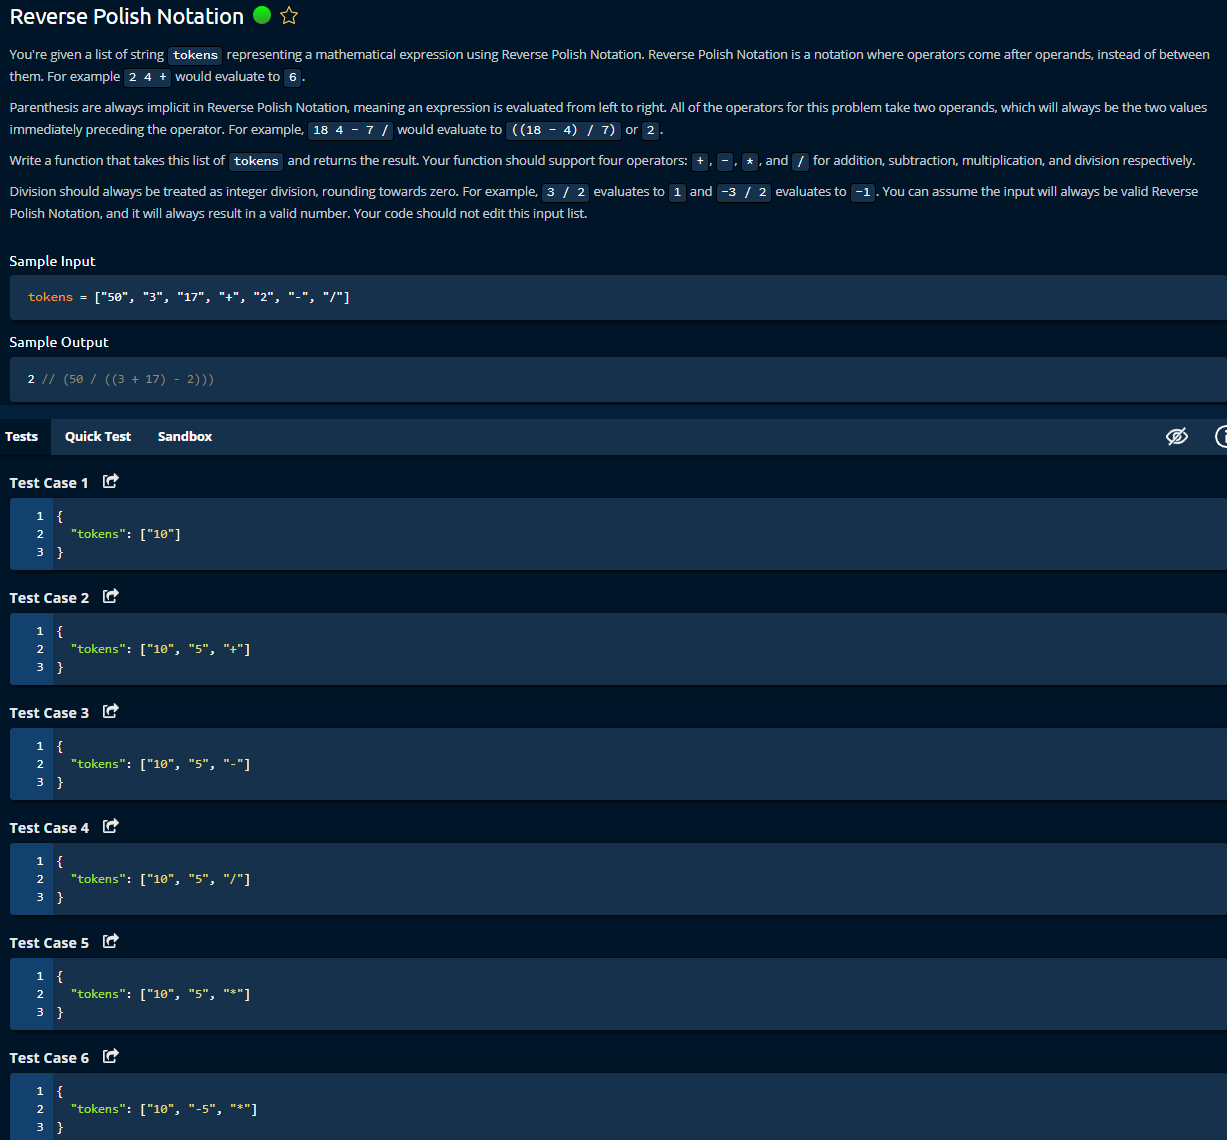 Reverse Polish Notation
You're given a list of string tokens representing a mathematical expression using Reverse Polish Notation. Reverse Polish Notation is a notation where operators come after operands, instead of between
them. For example 2 4 + would evaluate to 6 .
Parenthesis are always implicit in Reverse Polish Notation, meaning an expression is evaluated from left to right. All of the operators for this problem take two operands, which will always be the two values
immediately preceding the operator. For example, 18 4 - 7 / would evaluate to ((18 - 4) / 7) or 2 .
Write a function that takes this list of tokens and returns the result. Your function should support four operators: + , - , * , and / for addition, subtraction, multiplication, and division respectively.
Division should always be treated as integer division, rounding towards zero. For example, 3 / 2 evaluates to 1 and -3 / 2 evaluates to -1 . You can assume the input will always be valid Reverse
Polish Notation, and it will always result in a valid number. Your code should not edit this input list.
Sample Input
tokens = ["50", "3", "17", "+", "2", "-", "/"]
Sample Output
2 // (50 / ((3 + 17) - 2)))
Tests Quick Test Sandbox
Test Case 1
1 {
2 "tokens": ["10"]
3 }
Test Case 2
1 {
2 "tokens": ["10", "5", "+"]
3 }
Test Case 3
1 {
2 "tokens": ["10", "5", "-"]
3 }
Test Case 4
1 {
2 "tokens": ["10", "5", "/"]
3 }
Test Case 5
1 {
2 "tokens": ["10", "5", "*"]
3 }
Test Case 6
1 {
2 "tokens": ["10", "-5", "*"]
3 }